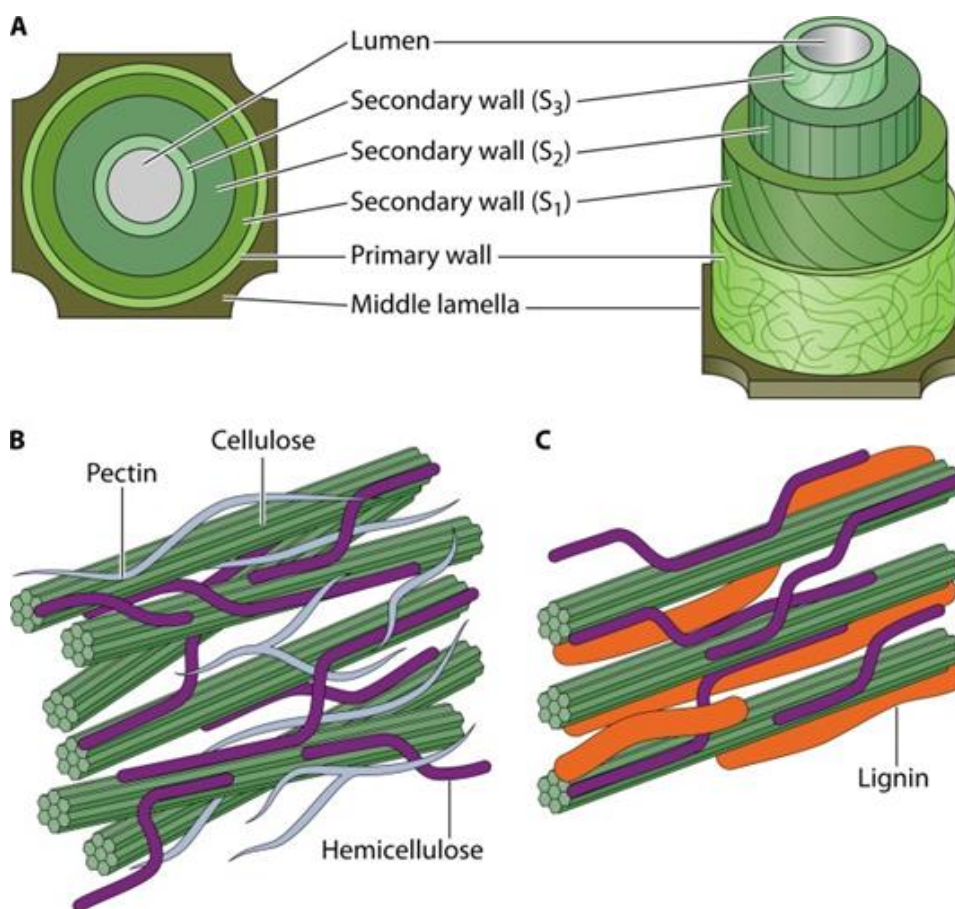 A
Lumen
Secondary wall (S3)
Secondary wall (S2)
Secondary wall (S1)
Primary wall
Middle lamella
B
Cellulose
Pectin
Hemicellulose
C
Lignin